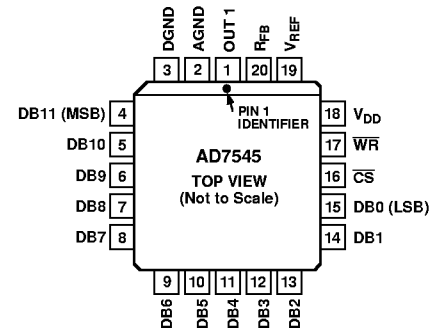 DGND AGND OUT 1 RFB VREF
3 2 1 20 19
PIN 1
IDENTIFIER
DB11 (MSB) 4
DB10 5
DB9 6
DB8 7
DB7 8
AD7545
TOP VIEW
(Not to Scale)
18 VDD
17 WR
16 CS
15 DB0 (LSB)
14 DB1
9 10 11 12 13
DB6 DB5 DB4 DB3 DB2